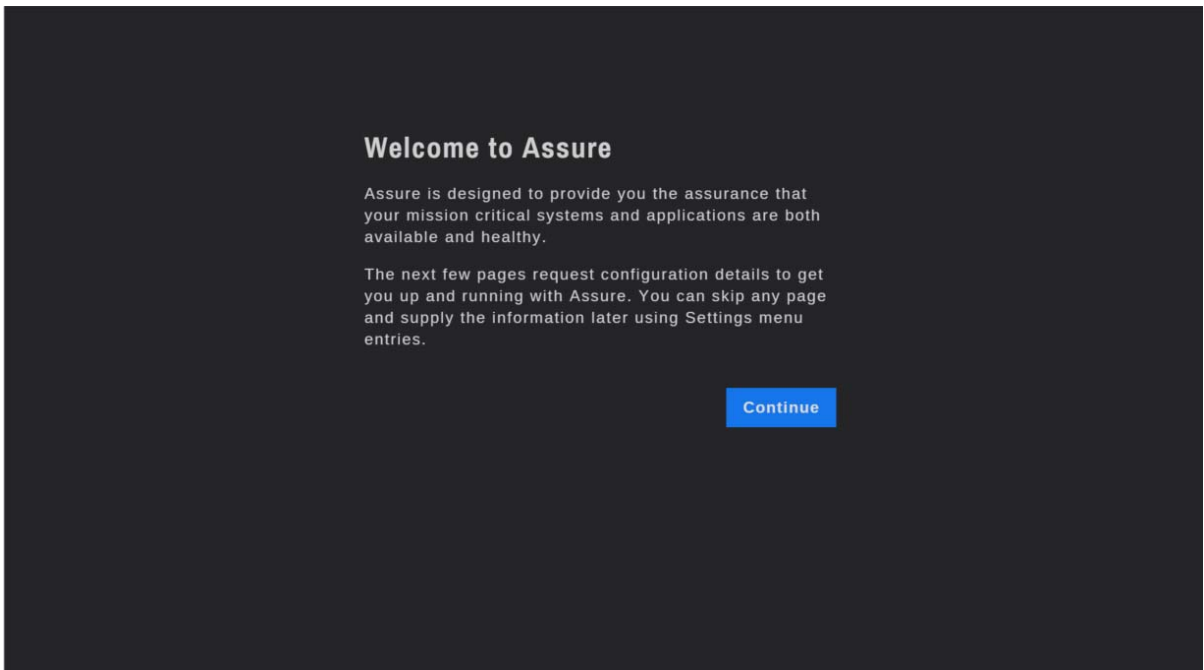 Welcome to Assure
Assure is designed to provide you the assurance that
your mission critical systems and applications are both
available and healthy.
The next few pages request configuration details to get
you up and running with Assure. You can skip any page
and supply the information later using Settings menu
entries.
Continue